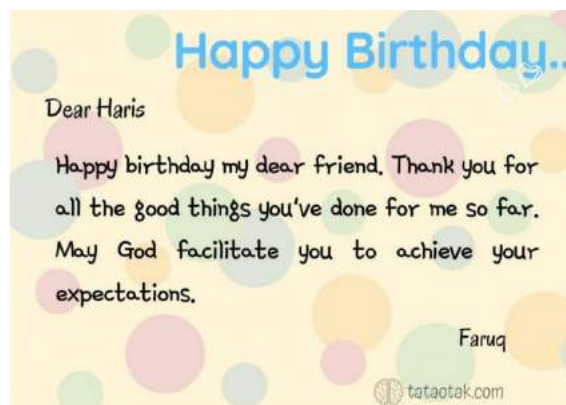 Happy Birthday..
Dear Haris
Happy birthday my dear friend. Thank you for
all the good things you've done for me so far.
May God facilitate you to achieve your
expectations.
Faruq
tataotak.com